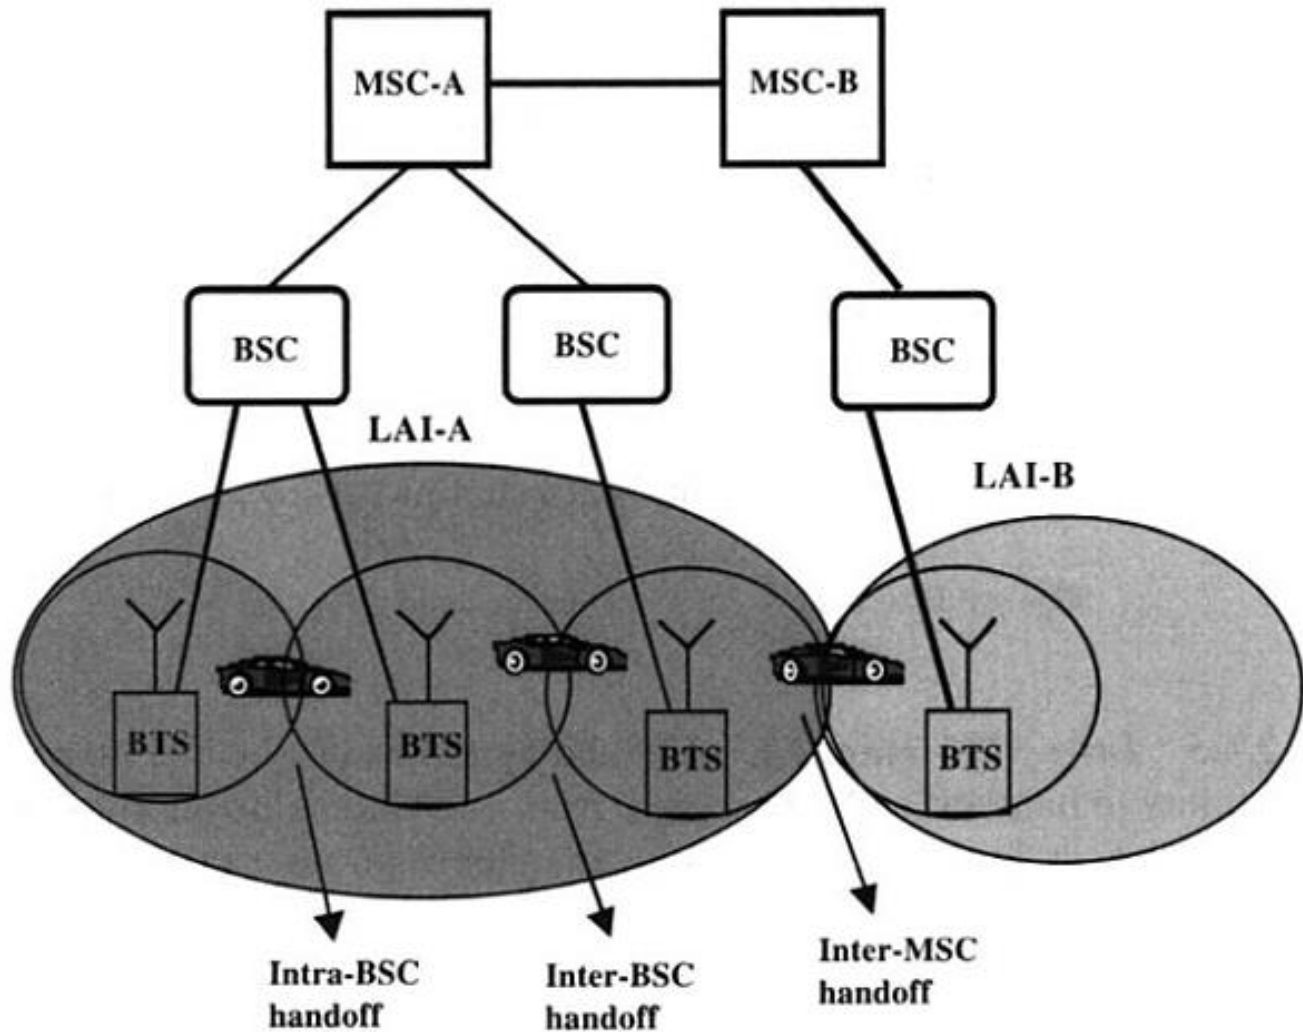 MSC-A
MSC-B
BSC
BSC
BSC
LAI-A
LAI-B
BTS
BTS
BTS
BTS
Intra-BSC
handoff
Inter-BSC
handoff
Inter-MSC
handoff